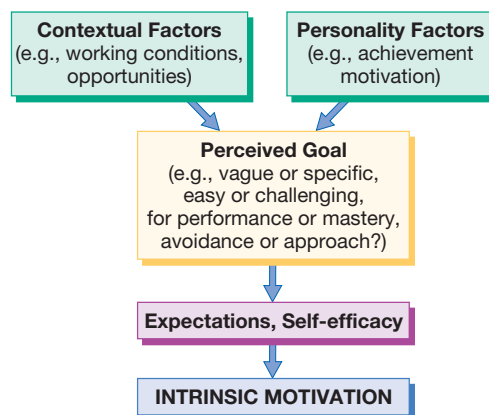 Contextual Factors
(e.g., working conditions,
opportunities)
Personality Factors
(e.g., achievement
motivation)
Perceived Goal
(e.g., vague or specific,
easy or challenging,
for performance or mastery,
avoidance or approach?)
Expectations, Self-efficacy
INTRINSIC MOTIVATION